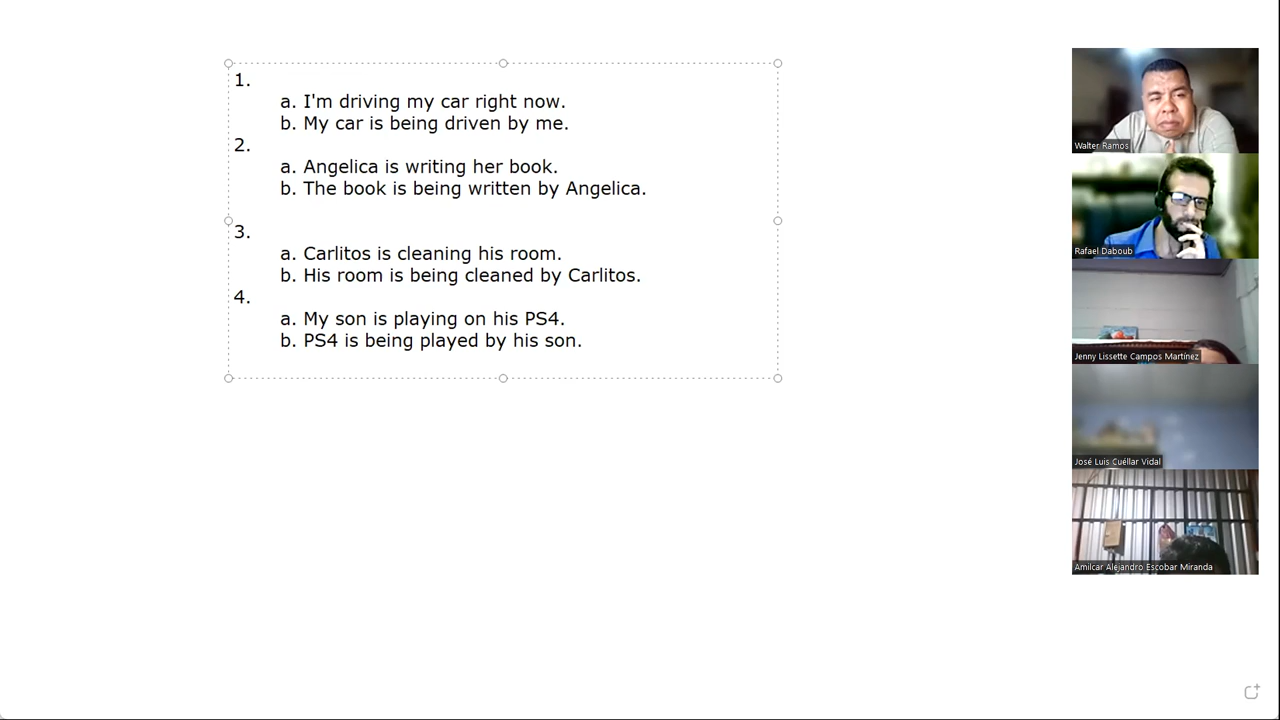 1.
a. I'm driving my car right now.
b. My car is being driven by me.
2.
a. Angelica is writing her book.
b. The book is being written by Angelica.
3.
a. Carlitos is cleaning his room.
b. His room is being cleaned by Carlitos.
4.
a. My son is playing on his PS4.
b. PS4 is being played by his son.
Walter Ramos
Rafael Daboub
Jenny Lissette Campos Martínez
José Luis Cuéllar Vidal
Amilcar Alejandro Escobar Miranda